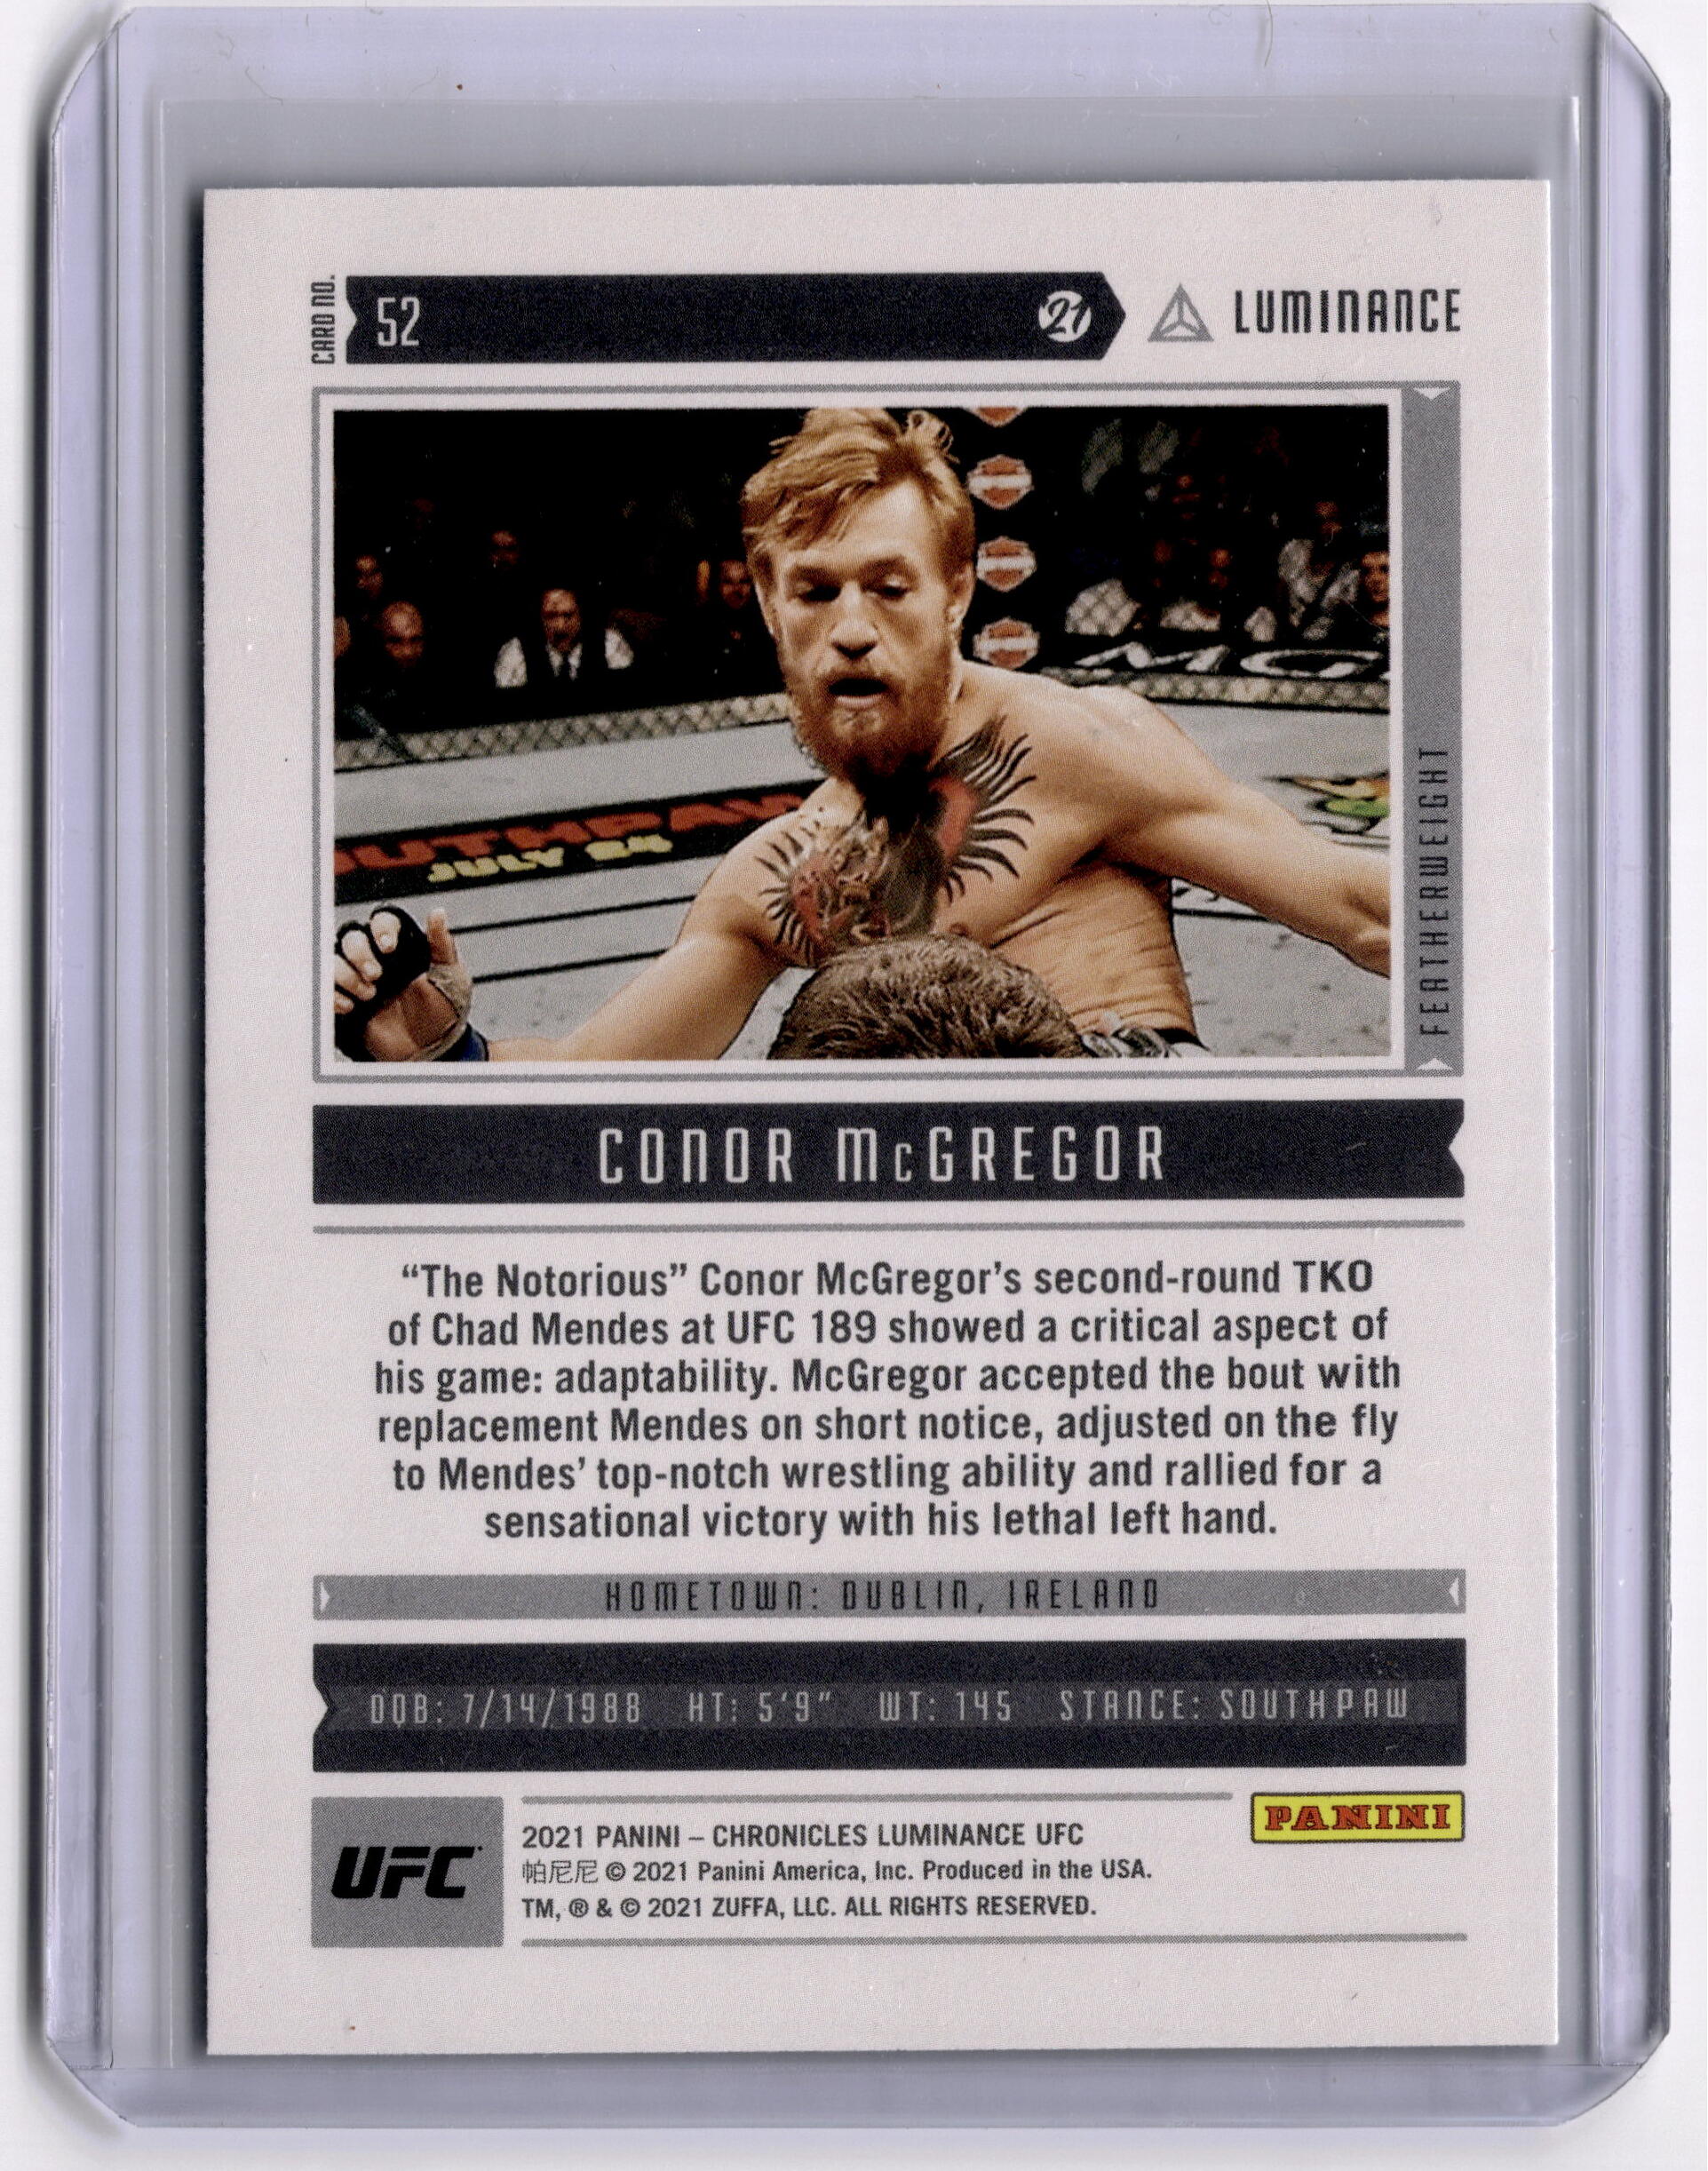 CARD NO.
52
21
LUMINANCE
MG
UTHPAW
JULY 24
FEATHERWEIGHT
CONOR McGREGOR
“The Notorious” Conor McGregor’s second-round TKO
of Chad Mendes at UFC 189 showed a critical aspect of
his game: adaptability. McGregor accepted the bout with
replacement Mendes on short notice, adjusted on the fly
to Mendes’ top-notch wrestling ability and rallied for a
sensational victory with his lethal left hand.
HOMETOWN: DUBLIN, IRELAND
DOB: 7/14/1988 HT: 5’9” WT: 145 STANCE: SOUTHPAW
UFC
2021 PANINI – CHRONICLES LUMINANCE UFC
帕尼尼 © 2021 Panini America, Inc. Produced in the USA.
TM, ® & © 2021 ZUFFA, LLC. ALL RIGHTS RESERVED.
PANINI